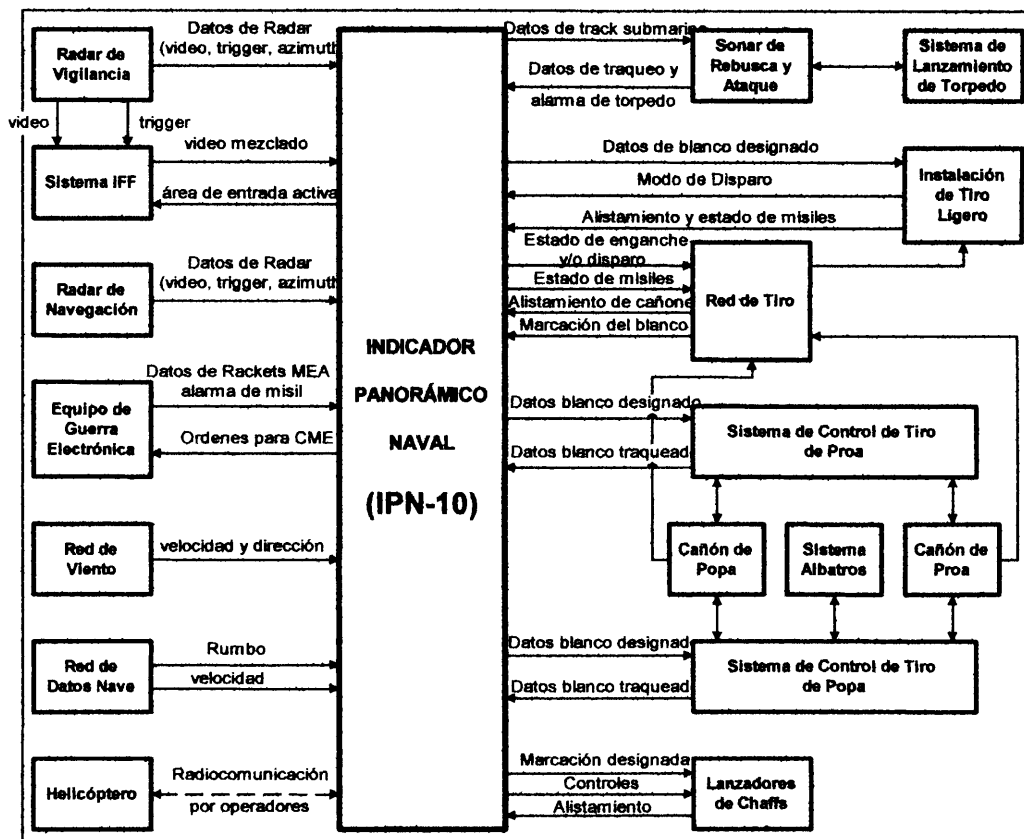 Radar de
Vigilancia
Datos de Radar
(video, trigger, azimuth
video
trigger
Sistema IFF
video mezclado
área de entrada activa
Radar de
Navegación
Datos de Radar
(video, trigger, azimuth
Equipo de
Guerra
Electrónica
Datos de Rackets MEA
alarma de misil
Ordenes para CME
Red de
Viento
velocidad y dirección
Red de
Datos Nave
Rumbo
velocidad
Helicóptero
Radiocomunicación
por operadores
INDICADOR
PANORÁMICO
NAVAL
(IPN-10)
Datos de track submarino
Datos de traqueo y
alarma de torpedo
Sonar de
Rebusca y
Ataque
Sistema de
Lanzamiento
de Torpedo
Datos de blanco designado
Modo de Disparo
Alistamiento y estado de misiles
Instalación
de Tiro
Ligero
Estado de enganche
y/o disparo
Estado de misiles
Alistamiento de cañone
Marcación del blanco
Red de Tiro
Datos blanco designado
Datos blanco traquead
Sistema de Control de Tiro
de Proa
Cañón de
Popa
Sistema
Albatros
Cañón de
Proa
Datos blanco designad
Datos blanco traquead
Sistema de Control de Tiro
de Popa
Marcación designada
Controles
Alistamiento
Lanzadores
de Chaffs